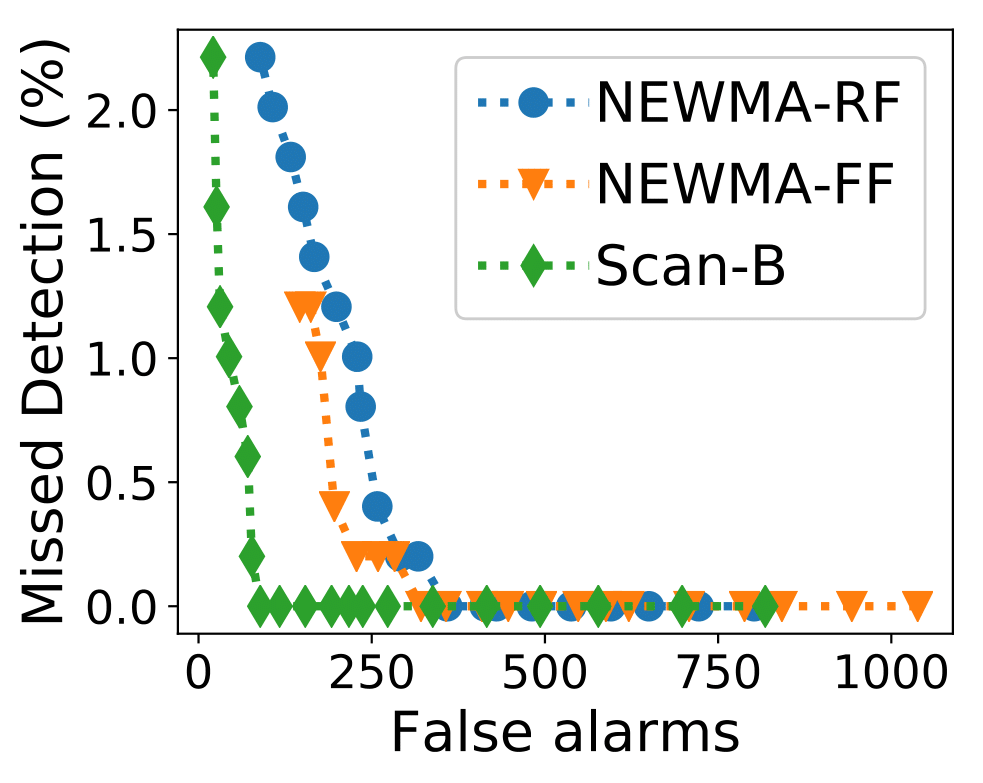 Missed Detection (%)
2.0
1.5
1.0
0.5
0.0
NEWMA-RF
NEWMA-FF
Scan-B
0 250 500 750 1000
False alarms